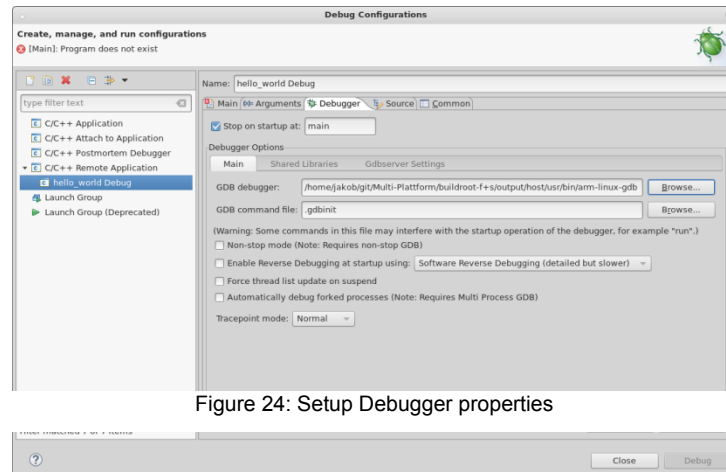 Debug Configurations
Create, manage, and run configurations
[Main]: Program does not exist
Name: hello_world Debug
type filter text
Main Arguments Debugger Source Common
C/C++ Application
C/C++ Attach to Application
C/C++ Postmortem Debugger
C/C++ Remote Application
hello_world Debug
Launch Group
Launch Group (Deprecated)
Stop on startup at: main
Debugger Options
Main Shared Libraries Gdbserver Settings
GDB debugger: /home/jakob/git/Multi-Plattform/buildroot-f+s/output/host/usr/bin/arm-linux-gdb Browse...
GDB command file: .gdbinit Browse...
(Warning: Some commands in this file may interfere with the startup operation of the debugger, for example "run".)
Non-stop mode (Note: Requires non-stop GDB)
Enable Reverse Debugging at startup using: Software Reverse Debugging (detailed but slower)
Force thread list update on suspend
Automatically debug forked processes (Note: Requires Multi Process GDB)
Tracepoint mode: Normal
Figure 24: Setup Debugger properties
Close Debug